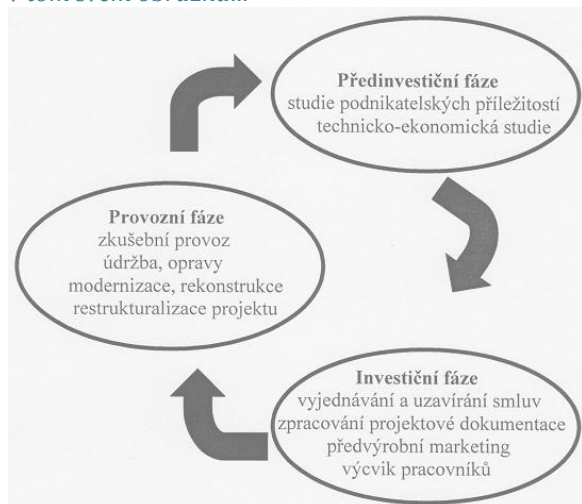 Předinvestiční fáze
studie podnikatelských příležitostí
technicko-ekonomická studie
Provozní fáze
zkušební provoz
údržba, opravy
modernizace, rekonstrukce
restrukturalizace projektu
Investiční fáze
vyjednávání a uzavírání smluv
zpracování projektové dokumentace
předvýrobní marketing
výcvik pracovníků